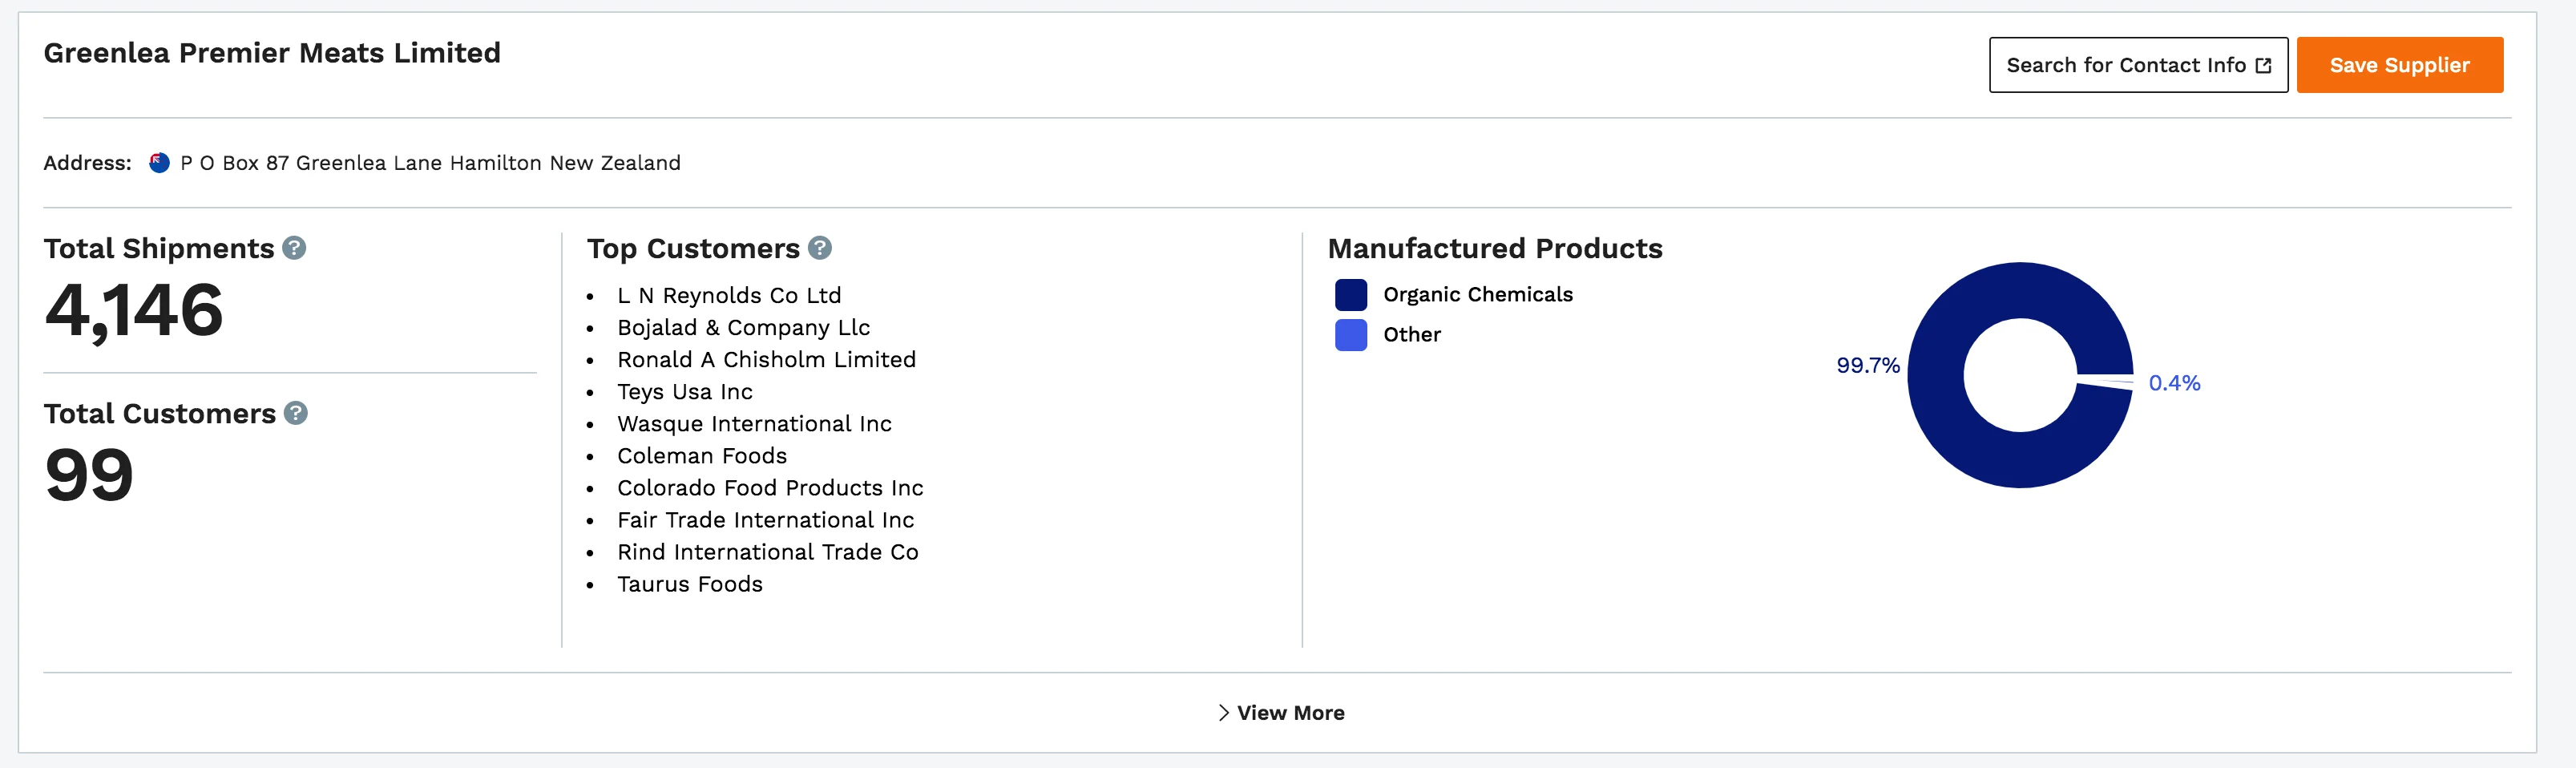 Greenlea Premier Meats Limited
Search for Contact Info
Save Supplier
Address: P O Box 87 Greenlea Lane Hamilton New Zealand
Total Shipments ?
4,146
Total Customers ?
99
Top Customers ?
• L N Reynolds Co Ltd
• Bojalad & Company Llc
• Ronald A Chisholm Limited
• Teys Usa Inc
• Wasque International Inc
• Coleman Foods
• Colorado Food Products Inc
• Fair Trade International Inc
• Rind International Trade Co
• Taurus Foods
Manufactured Products
Organic Chemicals
Other
99.7%
0.4%
View More